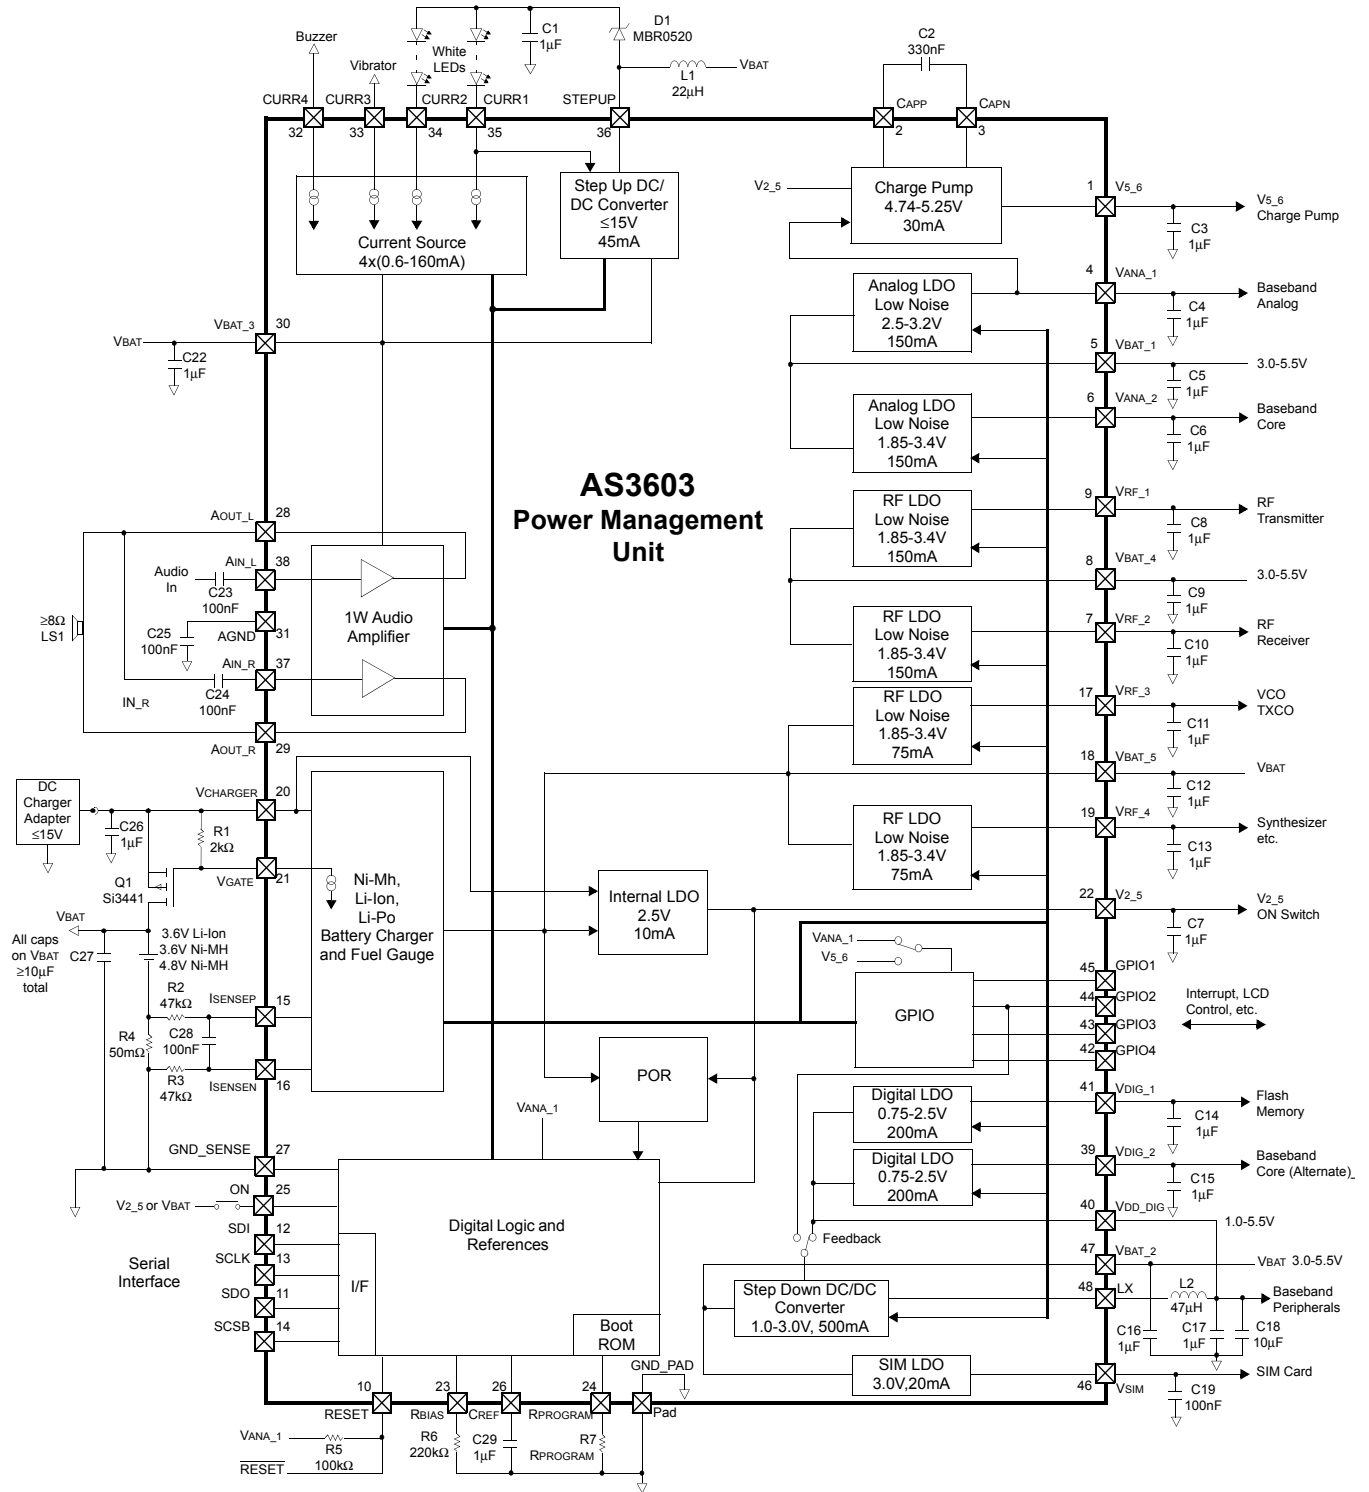 D1
MBR0520
C1
1µF
C2
330nF
Buzzer
White
LEDs
Vibrator
VBAT
L1
22µH
CURR4
CURR3
CURR2
CURR1
STEPUP
CAPP
CAPN
32
33
34
35
36
2
3
Step Up DC/
DC Converter
≤15V
45mA
Current Source
4x(0.6-160mA)
V2_5
Charge Pump
4.74-5.25V
30mA
1
V5_6
V5_6
Charge Pump
C3
1µF
4
VANA_1
Baseband
Analog
Analog LDO
Low Noise
2.5-3.2V
150mA
C4
1µF
VBAT_3
30
VBAT
C22
1µF
5
VBAT_1
3.0-5.5V
C5
1µF
6
VANA_2
Baseband
Core
Analog LDO
Low Noise
1.85-3.4V
150mA
C6
1µF
AS3603
Power Management
Unit
9
VRF_1
RF
Transmitter
RF LDO
Low Noise
1.85-3.4V
150mA
C8
1µF
8
VBAT_4
3.0-5.5V
C9
1µF
7
VRF_2
RF
Receiver
RF LDO
Low Noise
1.85-3.4V
150mA
C10
1µF
AOUT_L
28
AIN_L
38
Audio
In
C23
100nF
≥8Ω
LS1
C25
100nF
AGND
31
1W Audio
Amplifier
AIN_R
37
C24
100nF
IN_R
AOUT_R
29
17
VRF_3
VCO
TXCO
RF LDO
Low Noise
1.85-3.4V
75mA
C11
1µF
18
VBAT_5
VBAT
C12
1µF
19
VRF_4
Synthesizer
etc.
RF LDO
Low Noise
1.85-3.4V
75mA
C13
1µF
DC
Charger
Adapter
≤15V
VCHARGER
20
C26
1µF
R1
2kΩ
VGATE
21
Q1
Si3441
VBAT
All caps
on VBAT
≥10µF
total
C27
3.6V Li-Ion
3.6V Ni-MH
4.8V Ni-MH
Ni-Mh,
Li-Ion,
Li-Po
Battery Charger
and Fuel Gauge
Internal LDO
2.5V
10mA
22
V2_5
V2_5
ON Switch
C7
1µF
VANA_1
V5_6
R2
47kΩ
ISENSEP
15
R4
50mΩ
C28
100nF
R3
47kΩ
ISENSEN
16
GPIO
45
GPIO1
44
GPIO2
43
GPIO3
42
GPIO4
Interrupt, LCD
Control, etc.
POR
VANA_1
41
VDIG_1
Flash
Memory
Digital LDO
0.75-2.5V
200mA
C14
1µF
39
VDIG_2
Baseband
Core (Alternate)_
Digital LDO
0.75-2.5V
200mA
C15
1µF
GND_SENSE
27
ON
25
V2_5 or VBAT
SDI
12
SCLK
13
SDO
11
SCSB
14
Serial
Interface
I/F
Digital Logic and
References
Boot
ROM
40
VDD_DIG
1.0-5.5V
Feedback
47
VBAT_2
VBAT 3.0-5.5V
48
LX
L2
47µH
Baseband
Peripherals
Step Down DC/DC
Converter
1.0-3.0V, 500mA
C16
1µF
C17
1µF
C18
10µF
SIM LDO
3.0V,20mA
46
VSIM
SIM Card
C19
100nF
GND_PAD
Pad
10
RESET
23
RBIAS
26
CREF
24
RPROGRAM
VANA_1
R5
100kΩ
RESET
R6
220kΩ
C29
1µF
R7
RPROGRAM